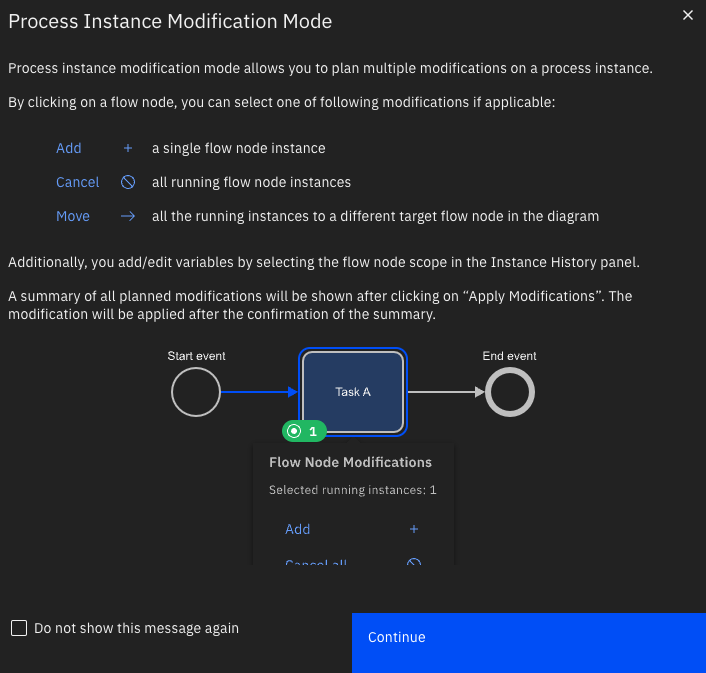 Process Instance Modification Mode
Process instance modification mode allows you to plan multiple modifications on a process instance.
By clicking on a flow node, you can select one of following modifications if applicable:
Add + a single flow node instance
Cancel all running flow node instances
Move → all the running instances to a different target flow node in the diagram
Additionally, you add/edit variables by selecting the flow node scope in the Instance History panel.
A summary of all planned modifications will be shown after clicking on “Apply Modifications”. The
modification will be applied after the confirmation of the summary.
Start event
End event
Task A
1
Flow Node Modifications
Selected running instances: 1
Add +
Cancel all
Do not show this message again
Continue